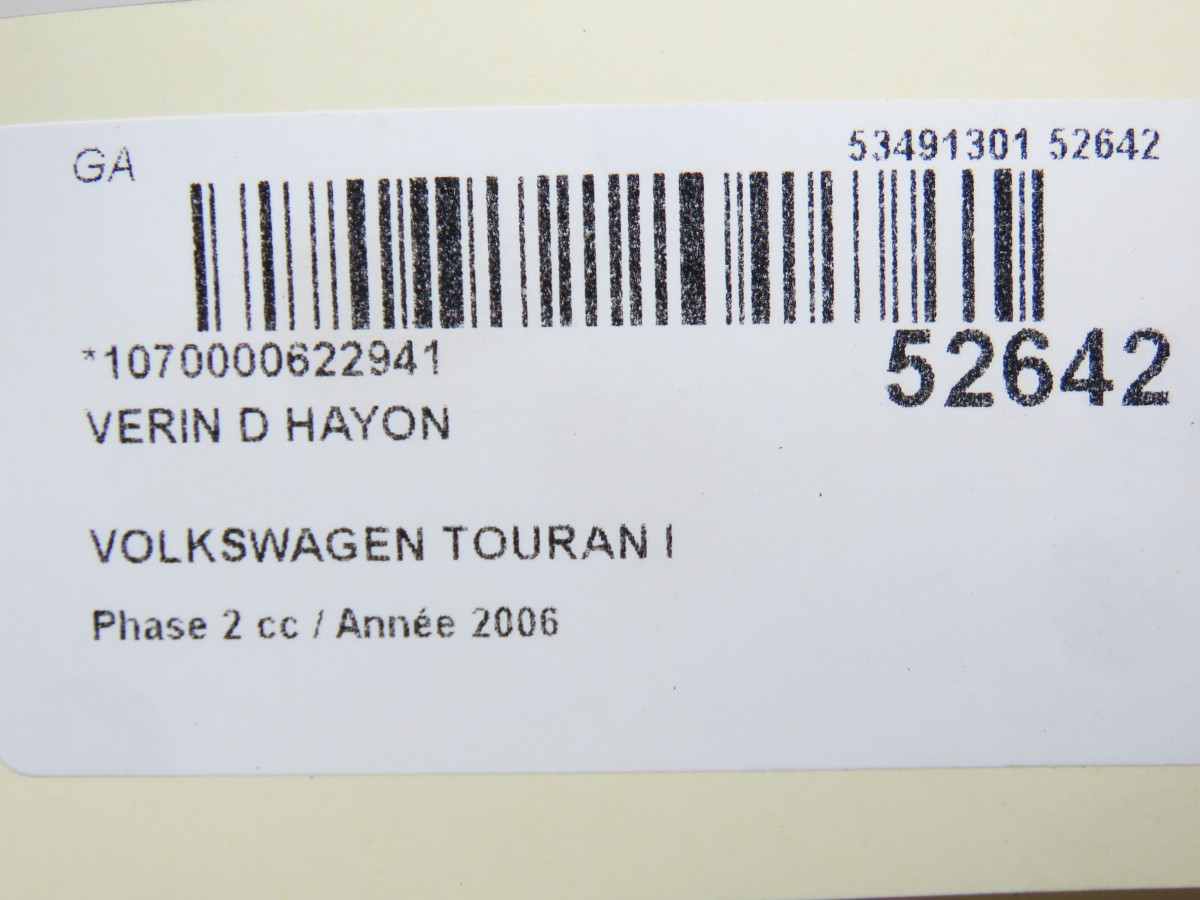 GA
53491301 52642
*1070000622941
52642
VERIN D HAYON
VOLKSWAGEN TOURAN I
Phase 2 cc / Année 2006